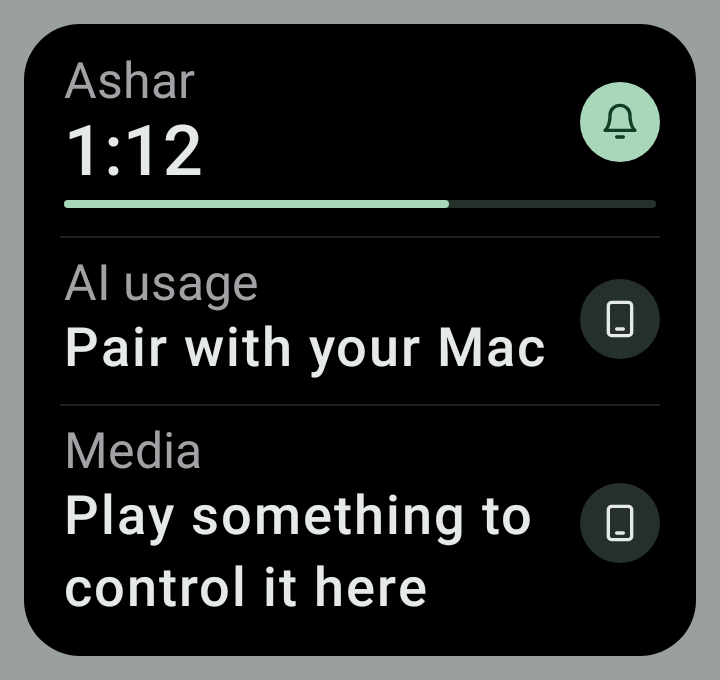 Ashar
1:12
AI usage
Pair with your Mac
Media
Play something to
control it here